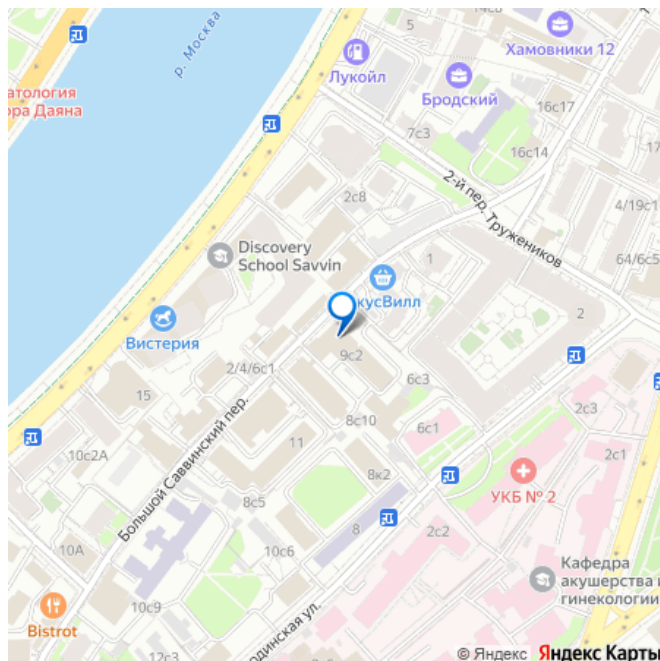 14с8
5
Хамовники 12
р. Москва
Лукойл
Бродский
16с17
атология
ора Даяна
7с3
16с14
2-й пер. Тружеников
2с8
4/19с1
Discovery
School Savvin
1
64/6с5
кусВилл
2
Вистерия
9с2
2/4/6с1
6с3
15
2с3
8с10
6с1
Большой Саввинский пер.
11
2с1
10с2А
8к2
УКБ № 2
8с5
8
2с2
10А
10с6
Кафедра
акушерства и
гинекологии
10с9
Bistrot
одинская ул.
12с3
© Яндекс Яндекс Карты